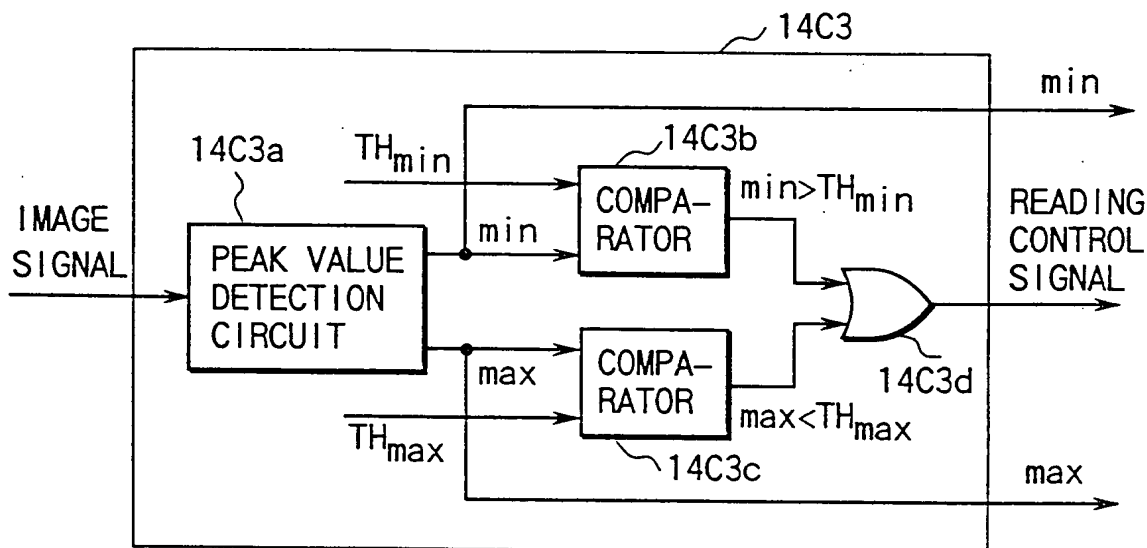 14C3
min
14C3a
THmin
14C3b
IMAGE
SIGNAL
PEAK VALUE
DETECTION
CIRCUIT
min
COMPA-
RATOR
min>THmin
READING
CONTROL
SIGNAL
max
COMPA-
RATOR
14C3d
THmax
max<THmax
14C3c
max